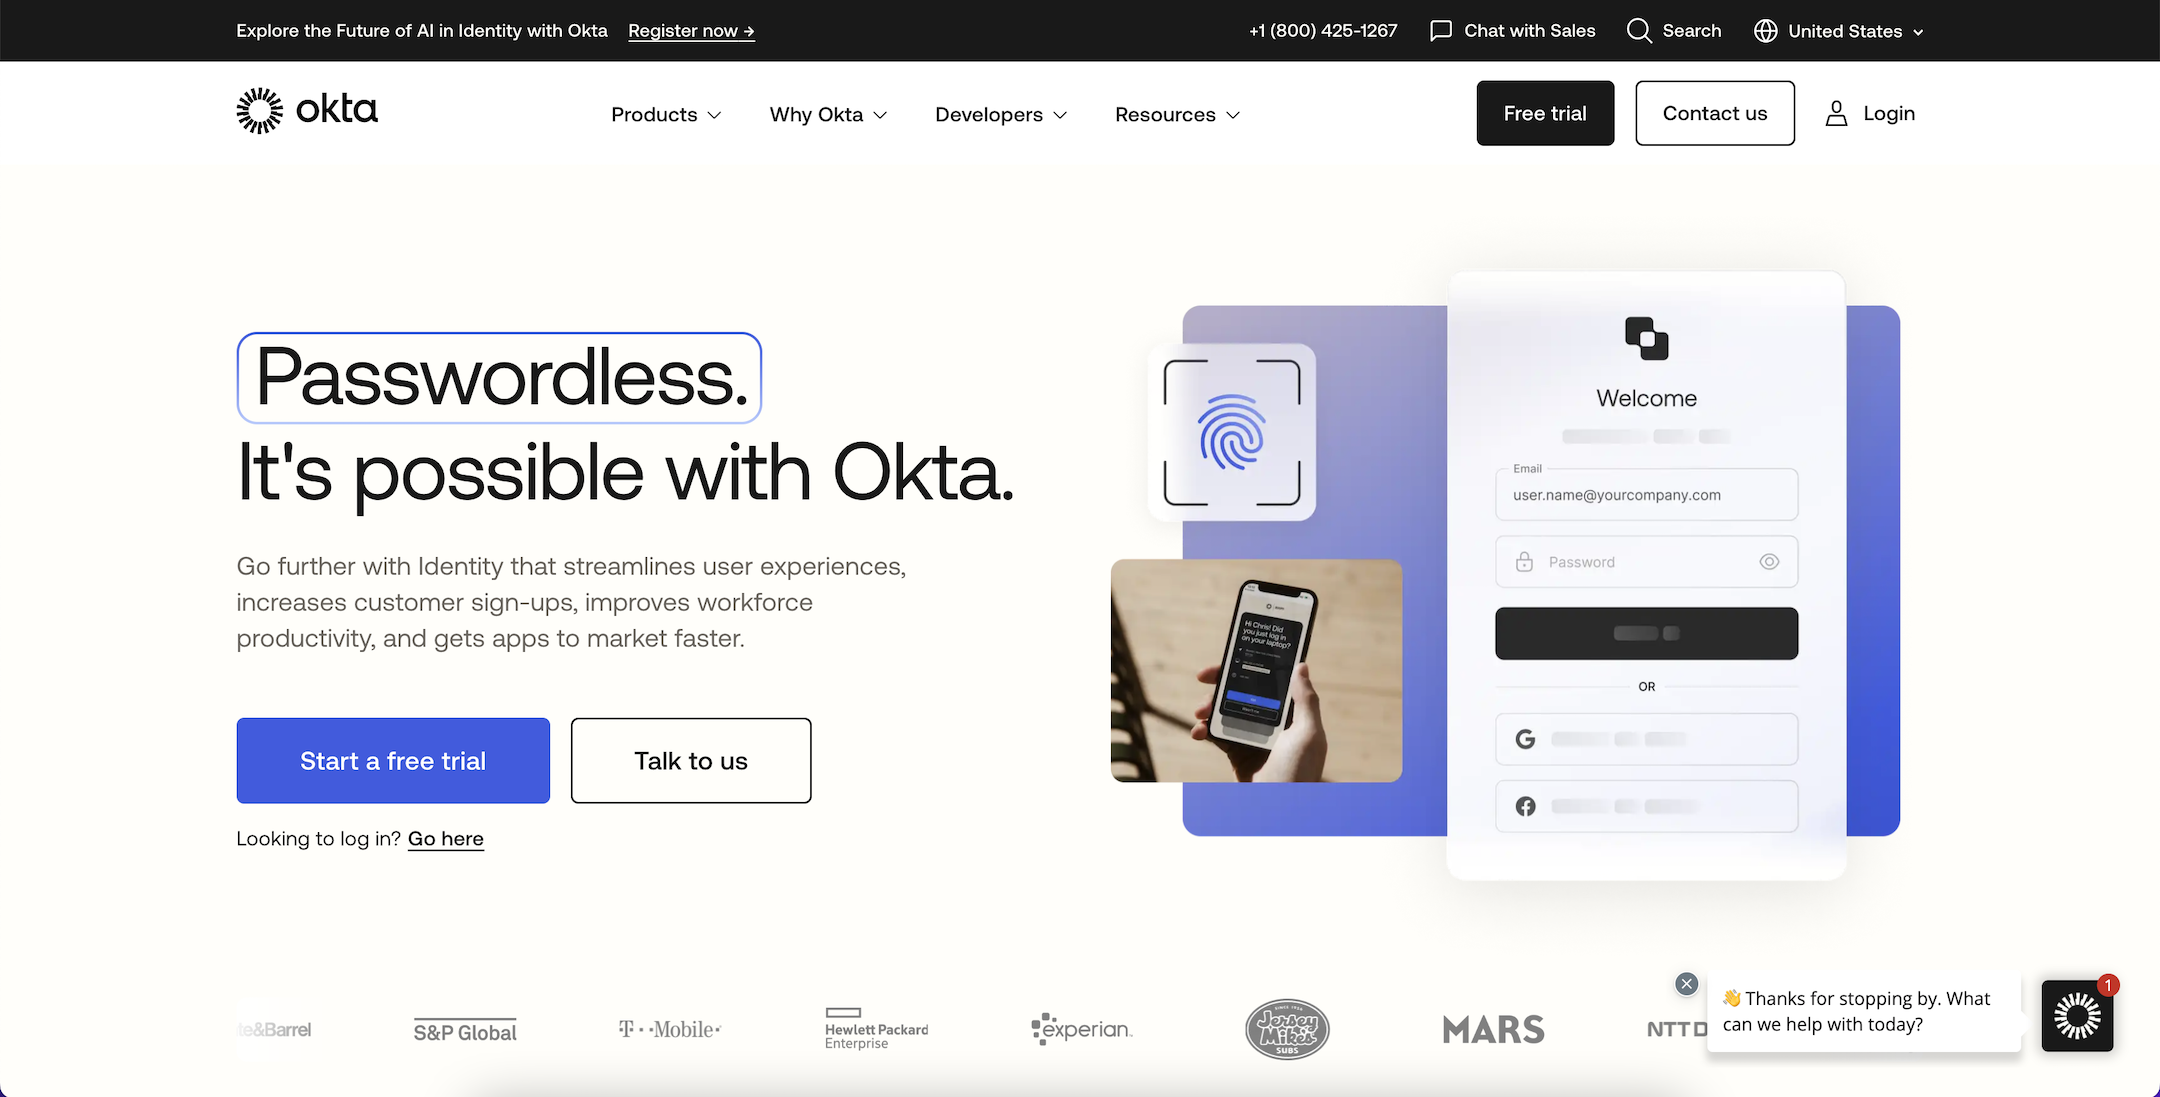 Explore the Future of AI in Identity with Okta Register now →
+1 (800) 425-1267 Chat with Sales Search United States
okta
Products Why Okta Developers Resources
Free trial Contact us Login
Passwordless.
It's possible with Okta.
Go further with Identity that streamlines user experiences,
increases customer sign-ups, improves workforce
productivity, and gets apps to market faster.
Start a free trial Talk to us
Looking to log in? Go here
Hi Chris! Did
you just log in
on your laptop?
Welcome
Email
user.name@yourcompany.com
Password
OR
te&Barrel
S&P Global
T··Mobile·
Hewlett Packard
Enterprise
experian.
SINCE 1956
Jersey
Mike's
SUBS
MARS
NTT D
👋 Thanks for stopping by. What
can we help with today?
1